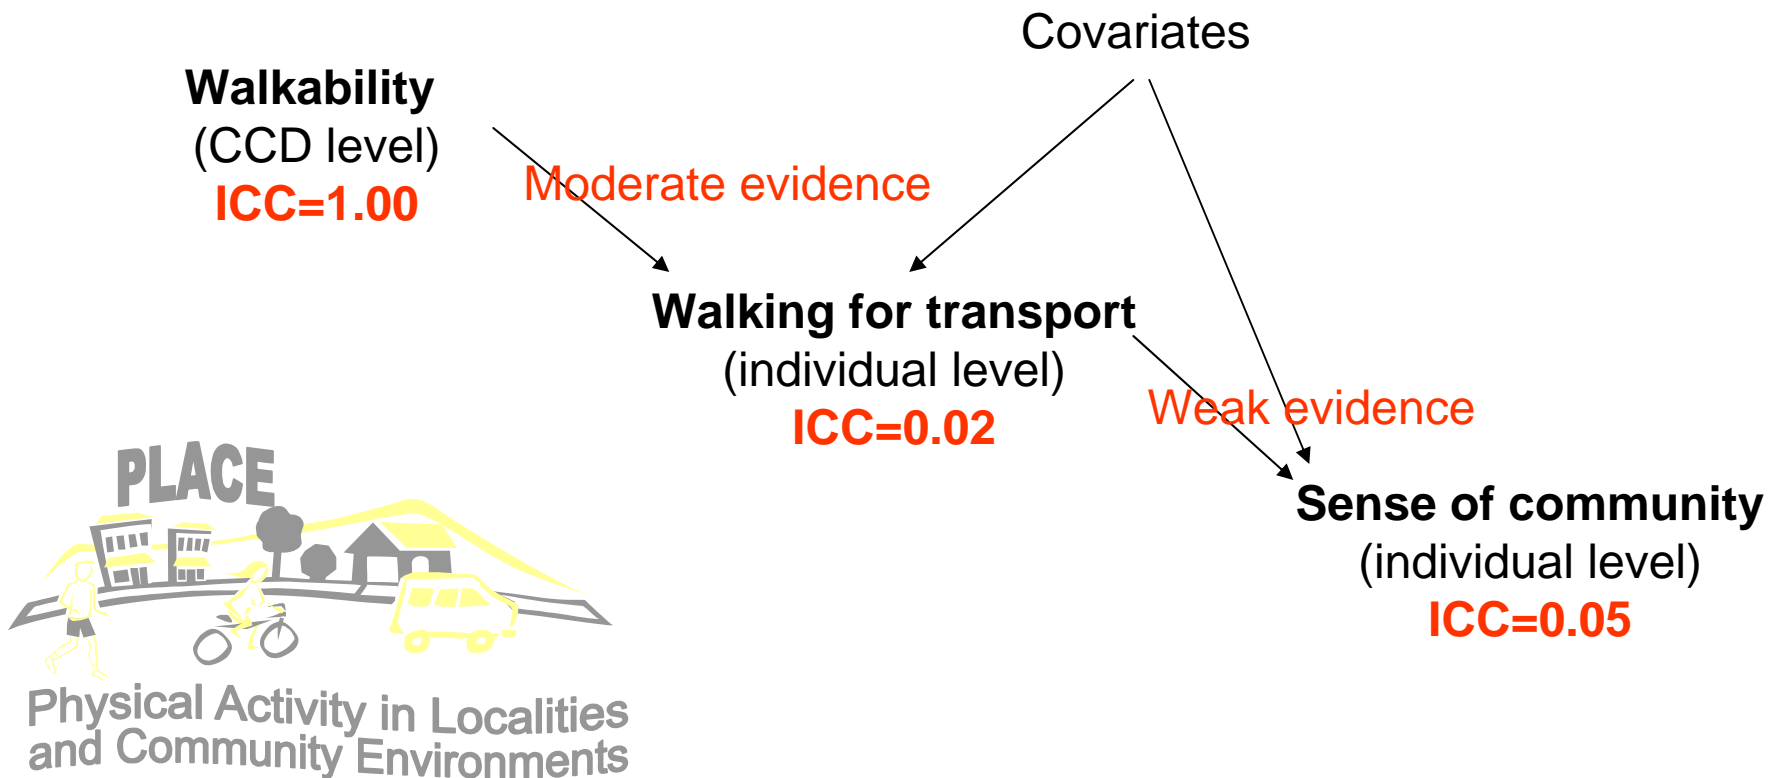 Covariates
Walkability
(CCD level)
ICC=1.00
Moderate evidence
Walking for transport
(individual level)
ICC=0.02
Weak evidence
Sense of community
(individual level)
ICC=0.05
PLACE
Physical Activity in Localities
and Community Environments